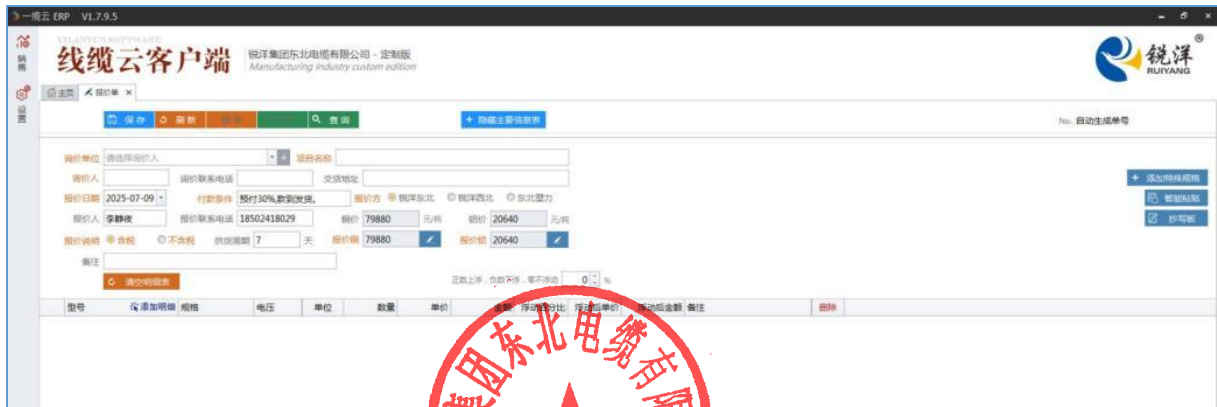 一缆云 ERP V1.7.9.5
销售
设置
YILANYUN SOFTWARE
线缆云客户端
锐洋集团东北电缆有限公司 - 定制版
Manufacturing industry custom edition
锐洋®
RUIYANG
主页 报价单 ×
保存 刷新 查询 + 隐藏主要信息表 No. 自动生成单号
询价单位 请选择询价人 项目名称
询价人 询价联系电话 交货地址
报价日期 2025-07-09 付款条件 预付30%,款到发货。 报价方 锐洋东北 锐洋西北 东北塑力
报价人 李静夜 报价联系电话 18502418029 铜价 79880 元/吨 铝价 20640 元/吨
报价说明 含税 不含税 供货周期 7 天 报价铜 79880 报价铝 20640
备注
+ 添加特殊规格
智能粘贴
抄写板
清空明细表 正数上浮，负数下浮，零不浮动 0 %
型号 添加明细 规格 电压 单位 数量 单价 金额 浮动百分比 浮动后单价 浮动后金额 备注 删除
集团东北电缆有限